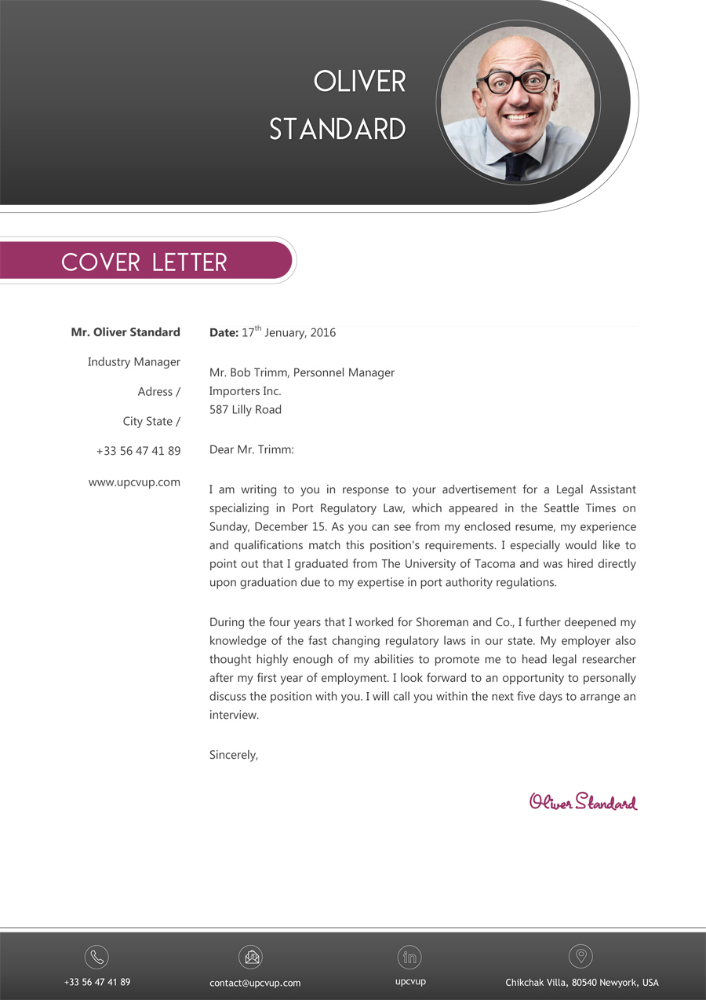 OLIVER
STANDARD
COVER LETTER
Mr. Oliver Standard
Industry Manager
Adress /
City State /
+33 56 47 41 89
www.upcvup.com
Date: 17th Jenuary, 2016
Mr. Bob Trimm, Personnel Manager
Importers Inc.
587 Lilly Road
Dear Mr. Trimm:
I am writing to you in response to your advertisement for a Legal Assistant
specializing in Port Regulatory Law, which appeared in the Seattle Times on
Sunday, December 15. As you can see from my enclosed resume, my experience
and qualifications match this position's requirements. I especially would like to
point out that I graduated from The University of Tacoma and was hired directly
upon graduation due to my expertise in port authority regulations.
During the four years that I worked for Shoreman and Co., I further deepened my
knowledge of the fast changing regulatory laws in our state. My employer also
thought highly enough of my abilities to promote me to head legal researcher
after my first year of employment. I look forward to an opportunity to personally
discuss the position with you. I will call you within the next five days to arrange an
interview.
Sincerely,
Oliver Standard
+33 56 47 41 89
contact@upcvup.com
in
upcvup
Chikchak Villa, 80540 Newyork, USA